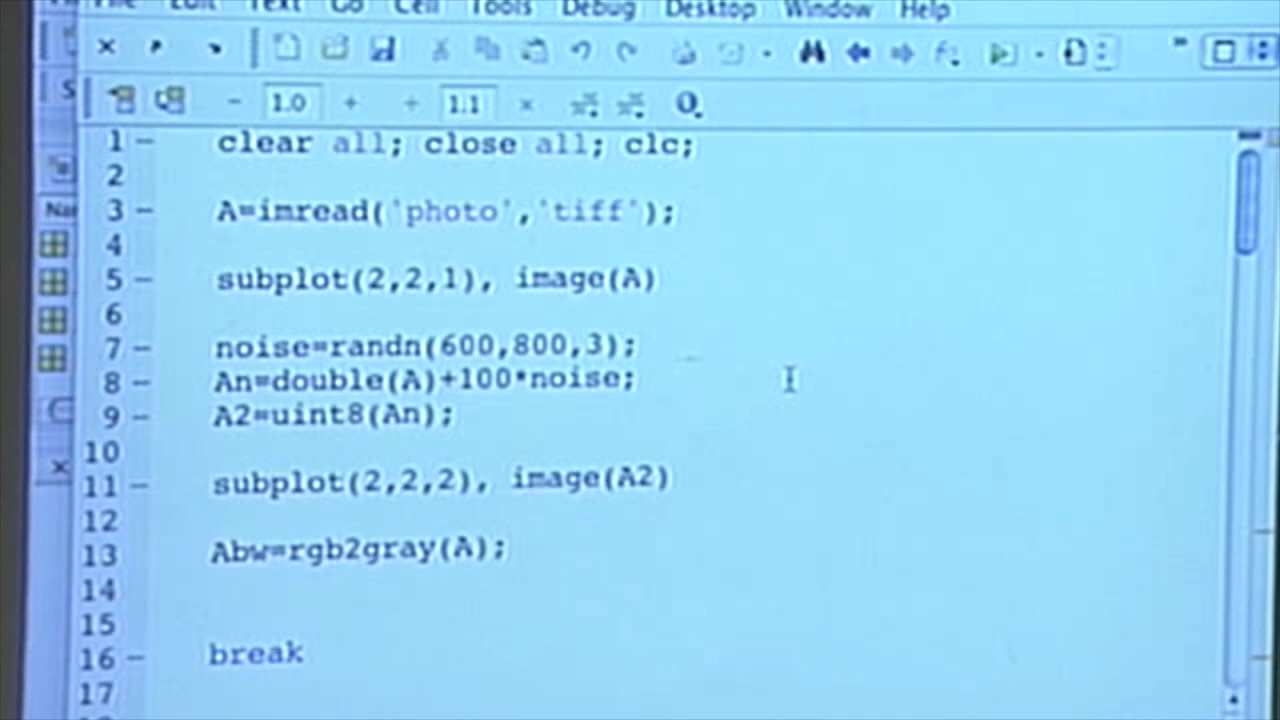 File Edit Text Go Cell Tools Debug Desktop Window Help
1.0
1.1
1 clear all; close all; clc;
2
3 A=imread('photo','tiff');
4
5 subplot(2,2,1), image(A)
6
7 noise=randn(600,800,3);
8 An=double(A)+100*noise;
9 A2=uint8(An);
10
11 subplot(2,2,2), image(A2)
12
13 Abw=rgb2gray(A);
14
15
16 break
17